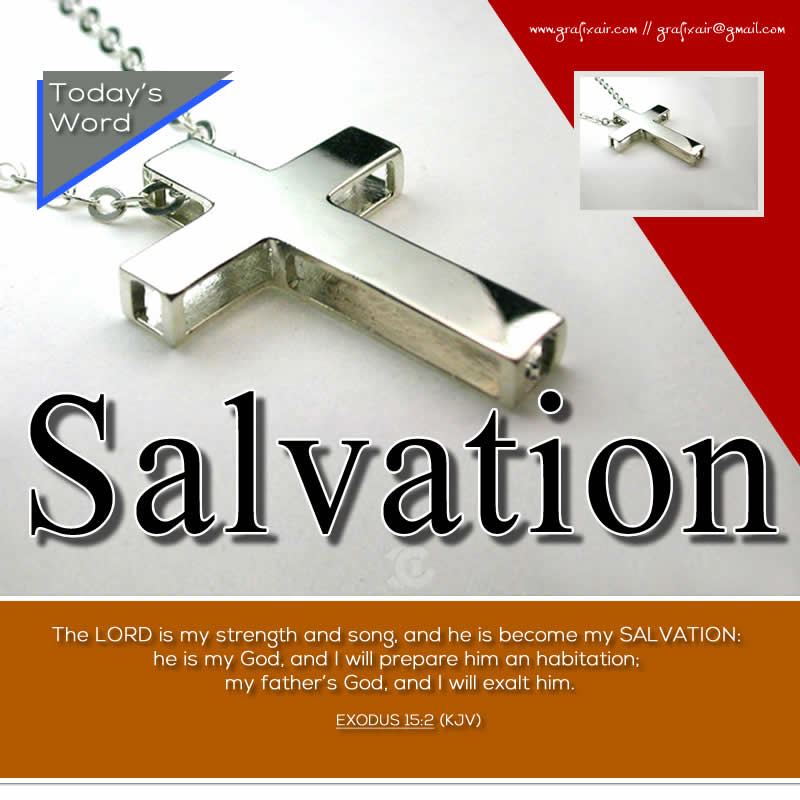 www.grafixair.com // grafixair@gmail.com
Today's
Word
Salvation
The LORD is my strength and song, and he is become my SALVATION:
he is my God, and I will prepare him an habitation;
my father's God, and I will exalt him.
EXODUS 15:2 (KJV)